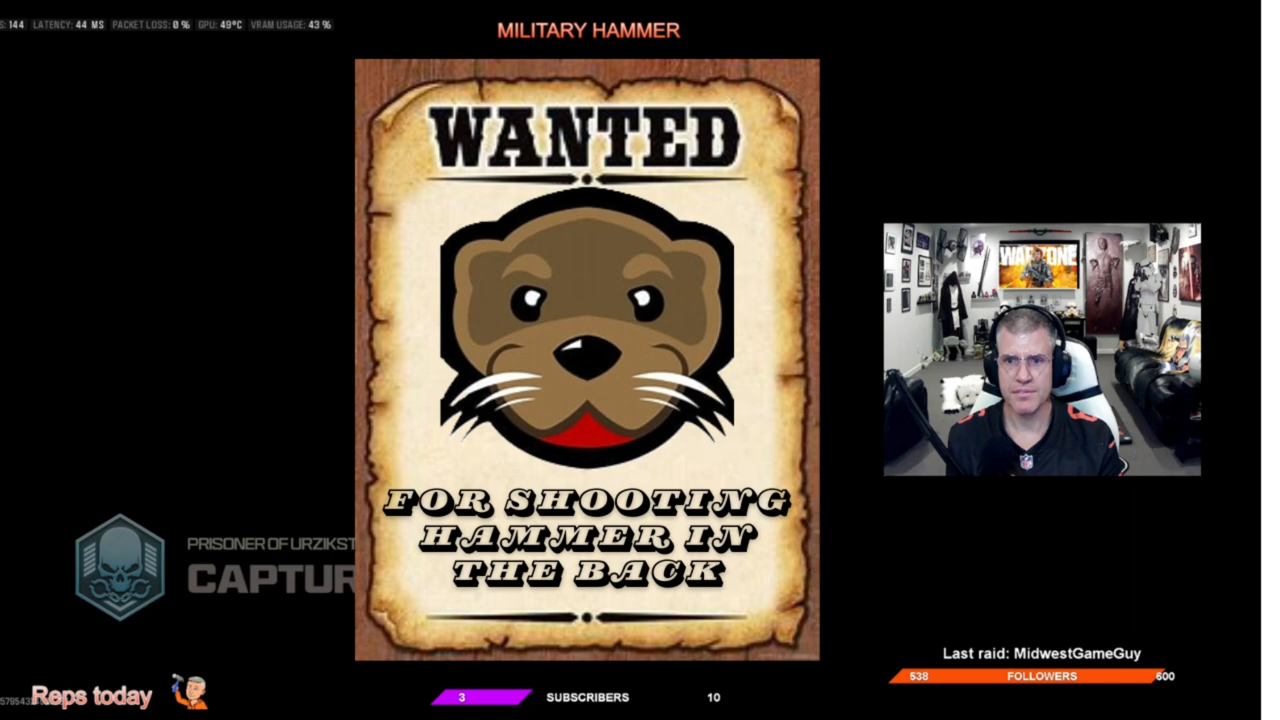 : 144 LATENCY: 44 MS PACKET LOSS: 0 % GPU: 49°C VRAM USAGE: 43 %
MILITARY HAMMER
WANTED
WARZONE
FOR SHOOTING
HAMMER IN
THE BACK
PRISONER OF URZIKST
CAPTUR
Last raid: MidwestGameGuy
538 FOLLOWERS 600
Reps today
3 SUBSCRIBERS 10